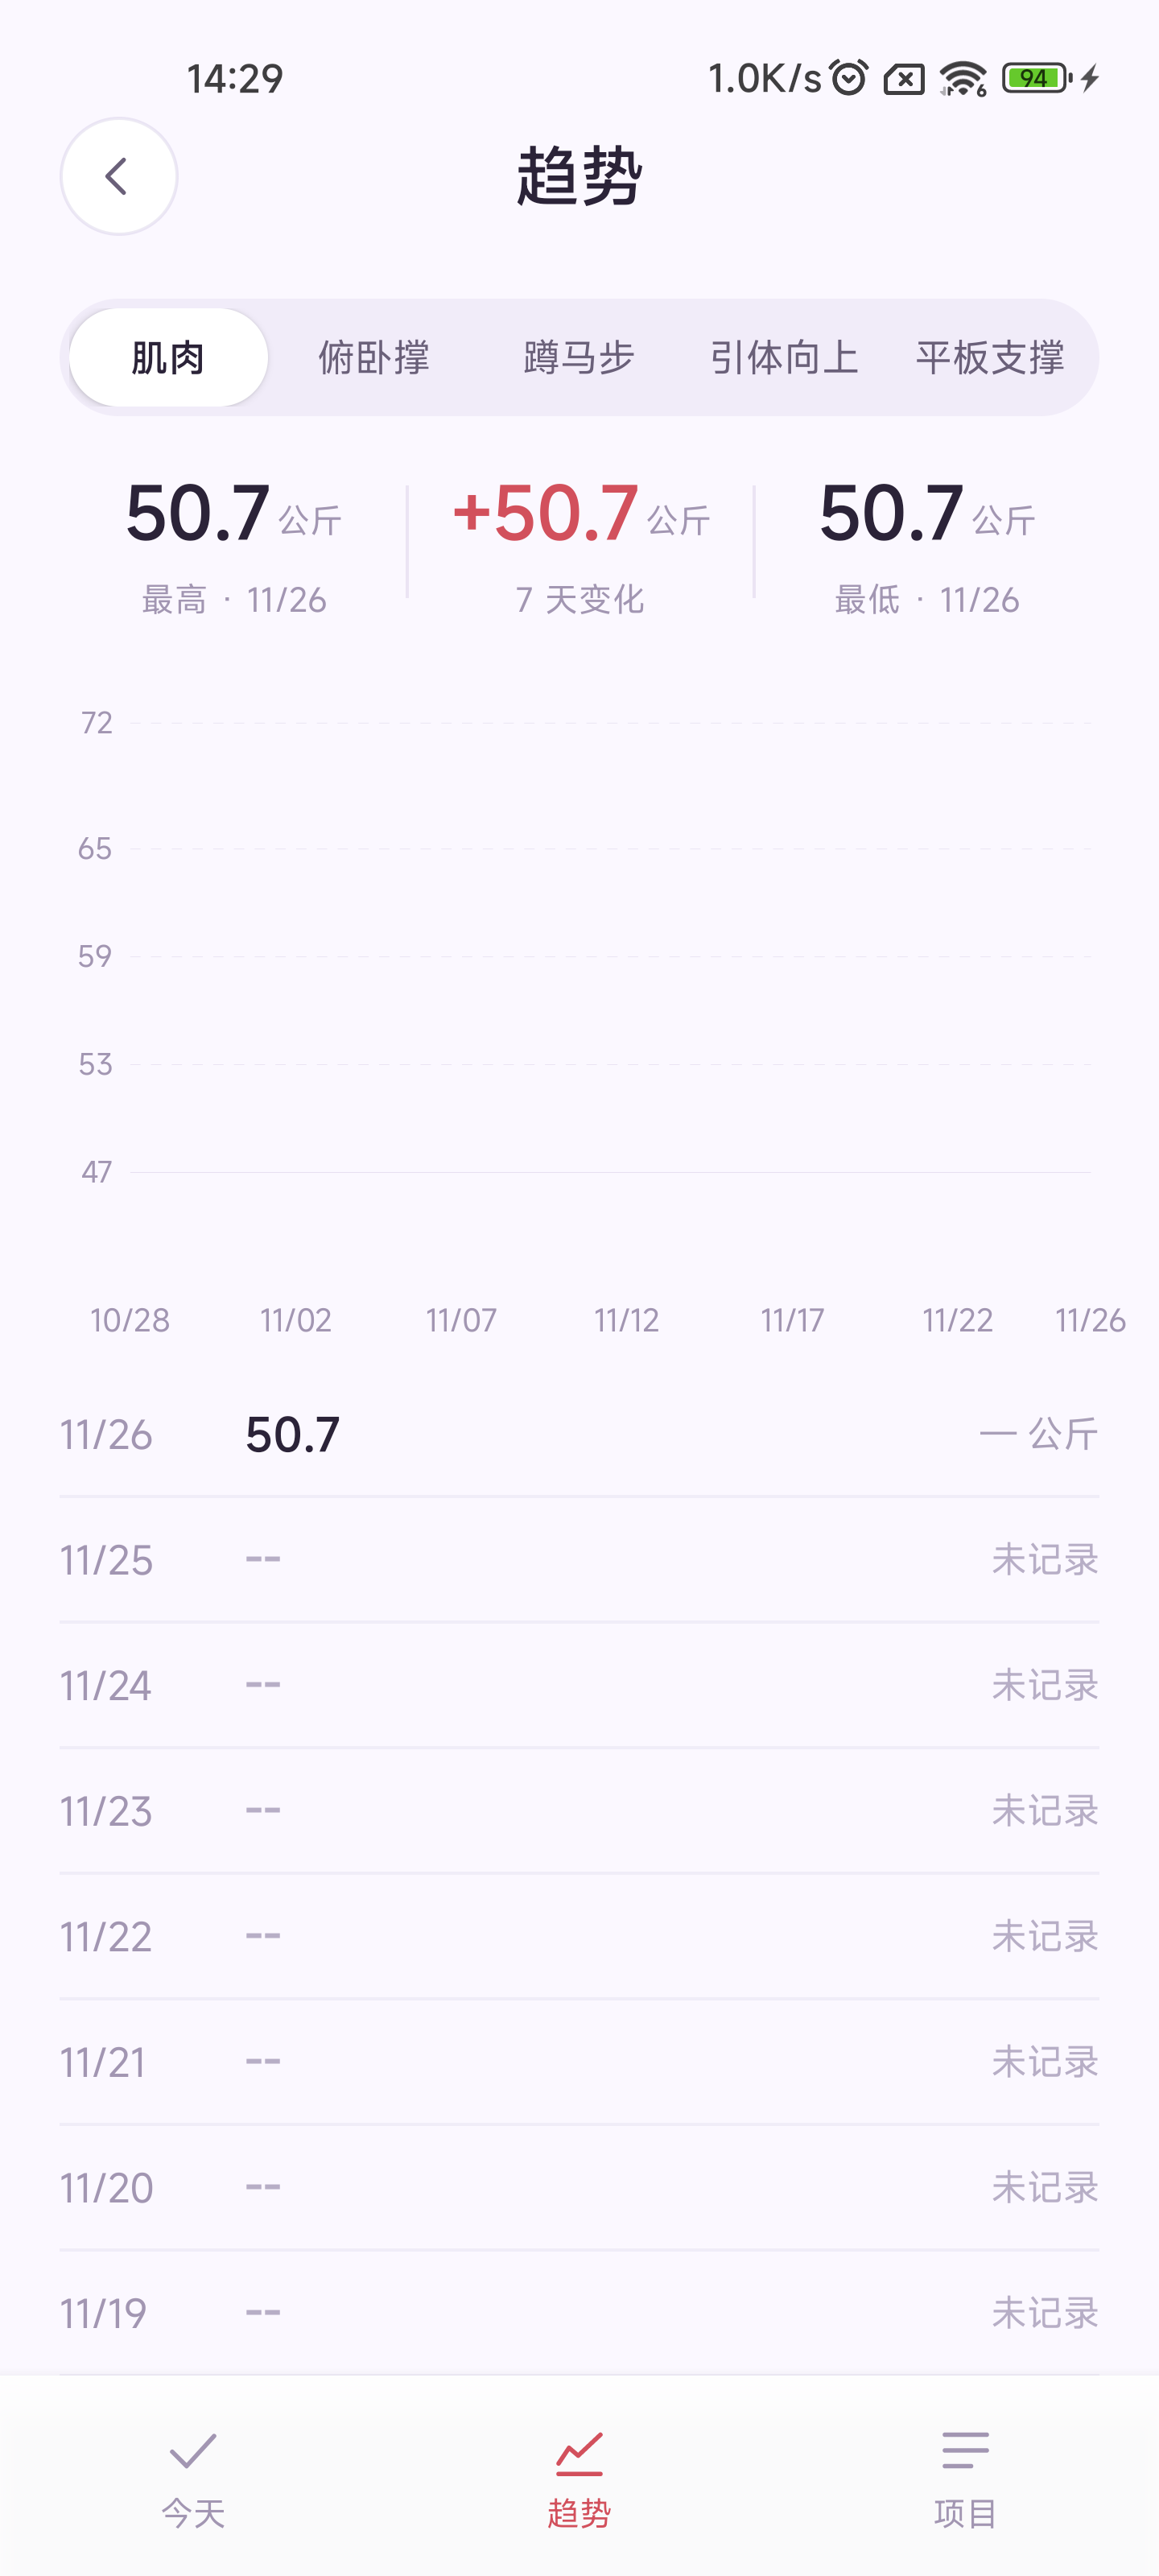 14:29 1.0K/s 6 94
趋势
肌肉 俯卧撑 蹲马步 引体向上 平板支撑
50.7 公斤 +50.7 公斤 50.7 公斤
最高 · 11/26 7 天变化 最低 · 11/26
72
65
59
53
47
10/28 11/02 11/07 11/12 11/17 11/22 11/26
11/26 50.7 — 公斤
11/25 -- 未记录
11/24 -- 未记录
11/23 -- 未记录
11/22 -- 未记录
11/21 -- 未记录
11/20 -- 未记录
11/19 -- 未记录
今天 趋势 项目